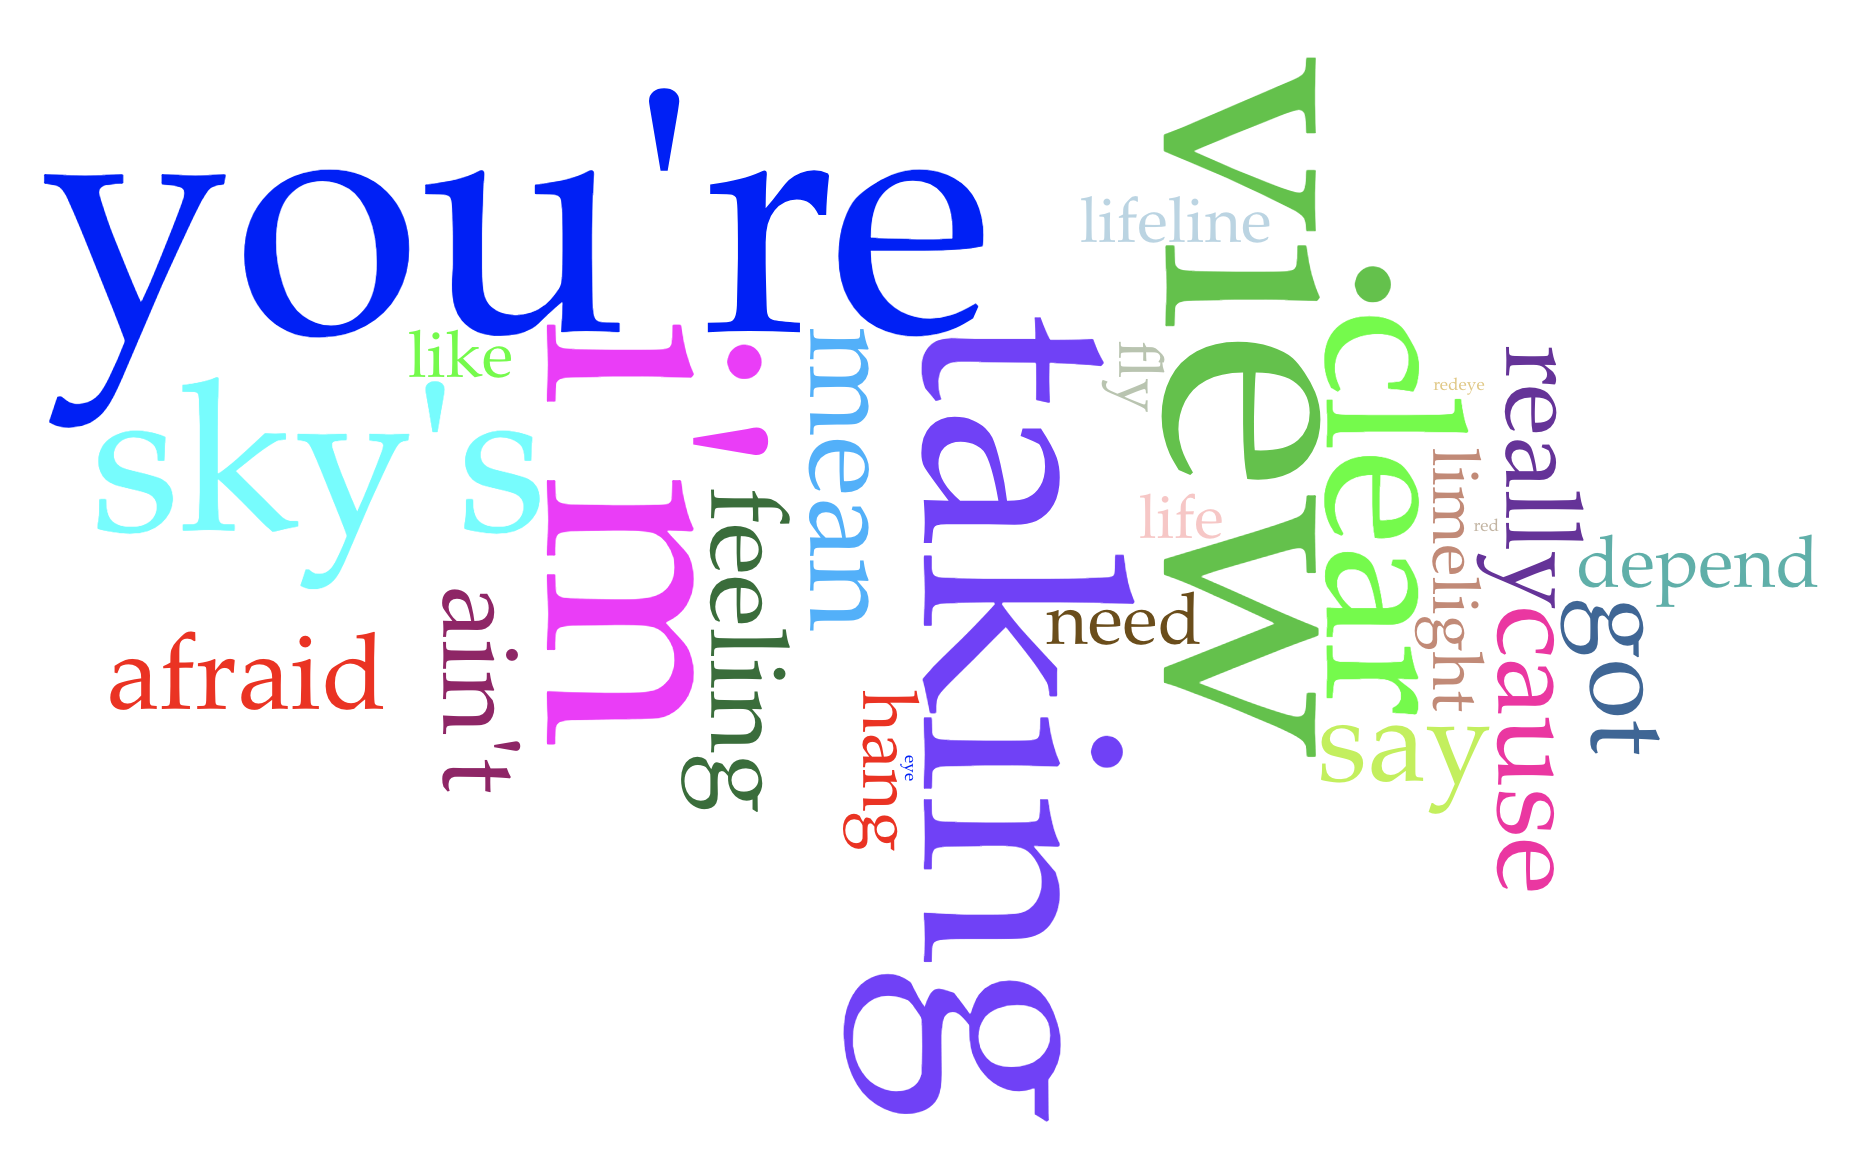 you're
view
lifeline
like
i'm
mean
taking
fly
clear
redeye
really
sky's
limelight
feeling
life
red
depend
ain't
need
got
afraid
cause
hang
say
eye